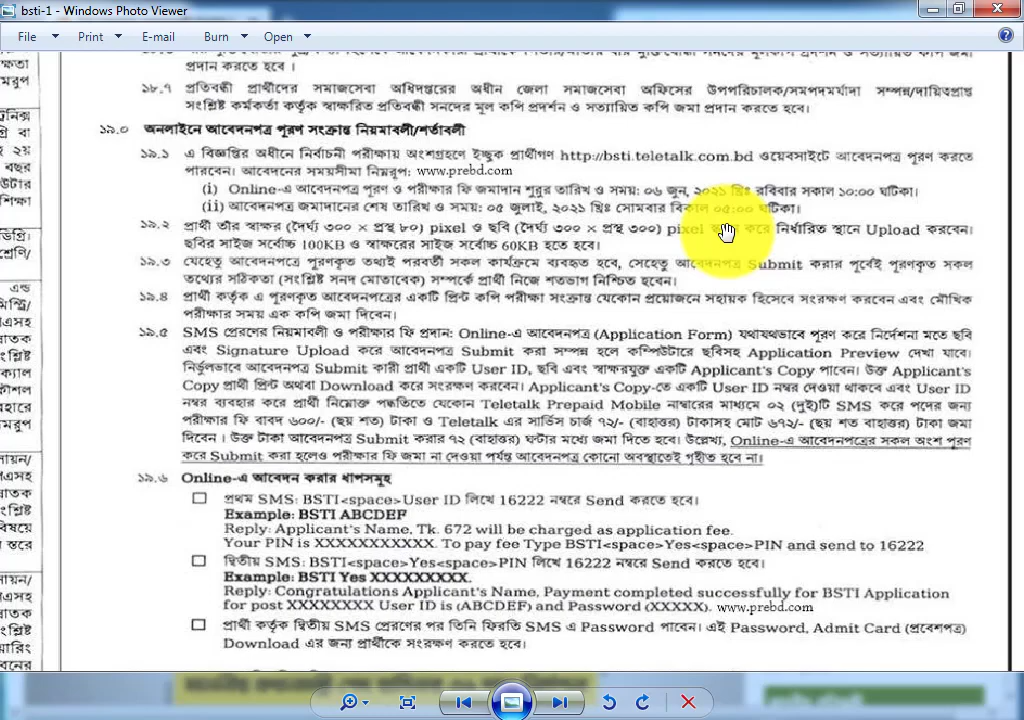 bsti-1 - Windows Photo Viewer
File Print E-mail Burn Open
প্রদান করতে হবে ।
১৮.৭ প্রতিবন্ধী প্রার্থীদের সমাজসেবা অধিদপ্তরের অধীন জেলা সমাজসেবা অফিসের উপপরিচালক/সমপদমর্যাদা সম্পন্ন/দায়িত্বপ্রাপ্ত
সংশ্লিষ্ট কর্মকর্তা কর্তৃক স্বাক্ষরিত প্রতিবন্ধী সনদের মূল কপি প্রদর্শন ও সত্যায়িত কপি জমা প্রদান করতে হবে।
১৯.০ অনলাইনে আবেদনপত্র পূরণ সংক্রান্ত নিয়মাবলী/শর্তাবলী
১৯.১ এ বিজ্ঞপ্তির অধীনে নির্বাচনী পরীক্ষায় অংশগ্রহণে ইচ্ছুক প্রার্থীগণ http://bsti.teletalk.com.bd ওয়েবসাইটে আবেদনপত্র পূরণ করতে
পারবেন। আবেদনের সময়সীমা নিম্নরূপ: www.prebd.com
(i) Online-এ আবেদনপত্র পূরণ ও পরীক্ষার ফি জমাদান শুরুর তারিখ ও সময়: ০৬ জুন, ২০২১ খ্রিঃ রবিবার সকাল ১০:০০ ঘটিকা।
(ii) আবেদনপত্র জমাদানের শেষ তারিখ ও সময়: ০৫ জুলাই, ২০২১ খ্রিঃ সোমবার বিকাল ০৫:০০ ঘটিকা।
১৯.২ প্রার্থী তাঁর স্বাক্ষর (দৈর্ঘ্য ৩০০ × প্রস্থ ৮০) pixel ও ছবি (দৈর্ঘ্য ৩০০ × প্রস্থ ৩০০) pixel করে নির্ধারিত স্থানে Upload করবেন।
ছবির সাইজ সর্বোচ্চ 100KB ও স্বাক্ষরের সাইজ সর্বোচ্চ 60KB হতে হবে।
১৯.৩ যেহেতু আবেদনপত্রে পূরণকৃত তথ্যই পরবর্তী সকল কার্যক্রমে ব্যবহৃত হবে, সেহেতু আবেদনপত্র Submit করার পূর্বেই পূরণকৃত সকল
তথ্যের সঠিকতা (সংশ্লিষ্ট সনদ মোতাবেক) সম্পর্কে প্রার্থী নিজে শতভাগ নিশ্চিত হবেন।
১৯.৪ প্রার্থী কর্তৃক এ পূরণকৃত আবেদনপত্রের একটি প্রিন্ট কপি পরীক্ষা সংক্রান্ত যেকোন প্রয়োজনে সহায়ক হিসেবে সংরক্ষণ করবেন এবং মৌখিক
পরীক্ষার সময় এক কপি জমা দিবেন।
১৯.৫ SMS প্রেরণের নিয়মাবলী ও পরীক্ষার ফি প্রদান: Online-এ আবেদনপত্র (Application Form) যথাযথভাবে পূরণ করে নির্দেশনা মতে ছবি
এবং Signature Upload করে আবেদনপত্র Submit করা সম্পন্ন হলে কম্পিউটারে ছবিসহ Application Preview দেখা যাবে।
নির্ভুলভাবে আবেদনপত্র Submit কারী প্রার্থী একটি User ID, ছবি এবং স্বাক্ষরযুক্ত একটি Applicant's Copy পাবেন। উক্ত Applicant's
Copy প্রার্থী প্রিন্ট অথবা Download করে সংরক্ষণ করবেন। Applicant's Copy-তে একটি User ID নম্বর দেওয়া থাকবে এবং User ID
নম্বর ব্যবহার করে প্রার্থী নিম্নোক্ত পদ্ধতিতে যেকোন Teletalk Prepaid Mobile নাম্বারের মাধ্যমে ০২ (দুই)টি SMS করে পদের জন্য
পরীক্ষার ফি বাবদ ৬০০/- (ছয় শত) টাকা ও Teletalk এর সার্ভিস চার্জ ৭২/- (বাহাত্তর) টাকাসহ মোট ৬৭২/- (ছয় শত বাহাত্তর) টাকা জমা
দিবেন । উক্ত টাকা আবেদনপত্র Submit করার ৭২ (বাহাত্তর) ঘন্টার মধ্যে জমা দিতে হবে। উল্লেখ্য, Online-এ আবেদনপত্রের সকল অংশ পূরণ
করে Submit করা হলেও পরীক্ষার ফি জমা না দেওয়া পর্যন্ত আবেদনপত্র কোনো অবস্থাতেই গৃহীত হবে না।
১৯.৬ Online-এ আবেদন করার ধাপসমূহ
প্রথম SMS: BSTI<space>User ID লিখে 16222 নম্বরে Send করতে হবে।
Example: BSTI ABCDEF
Reply: Applicant's Name, Tk. 672 will be charged as application fee.
Your PIN is XXXXXXXXXXX. To pay fee Type BSTI<space>Yes<space>PIN and send to 16222
দ্বিতীয় SMS: BSTI<space>Yes<space>PIN লিখে 16222 নম্বরে Send করতে হবে।
Example: BSTI Yes XXXXXXXXX.
Reply: Congratulations Applicant's Name, Payment completed successfully for BSTI Application
for post XXXXXXXX User ID is (ABCDEF) and Password (XXXXX). www.prebd.com
প্রার্থী কর্তৃক দ্বিতীয় SMS প্রেরণের পর তিনি ফিরতি SMS এ Password পাবেন। এই Password, Admit Card (প্রবেশপত্র)
Download এর জন্য প্রার্থীকে সংরক্ষণ করতে হবে।